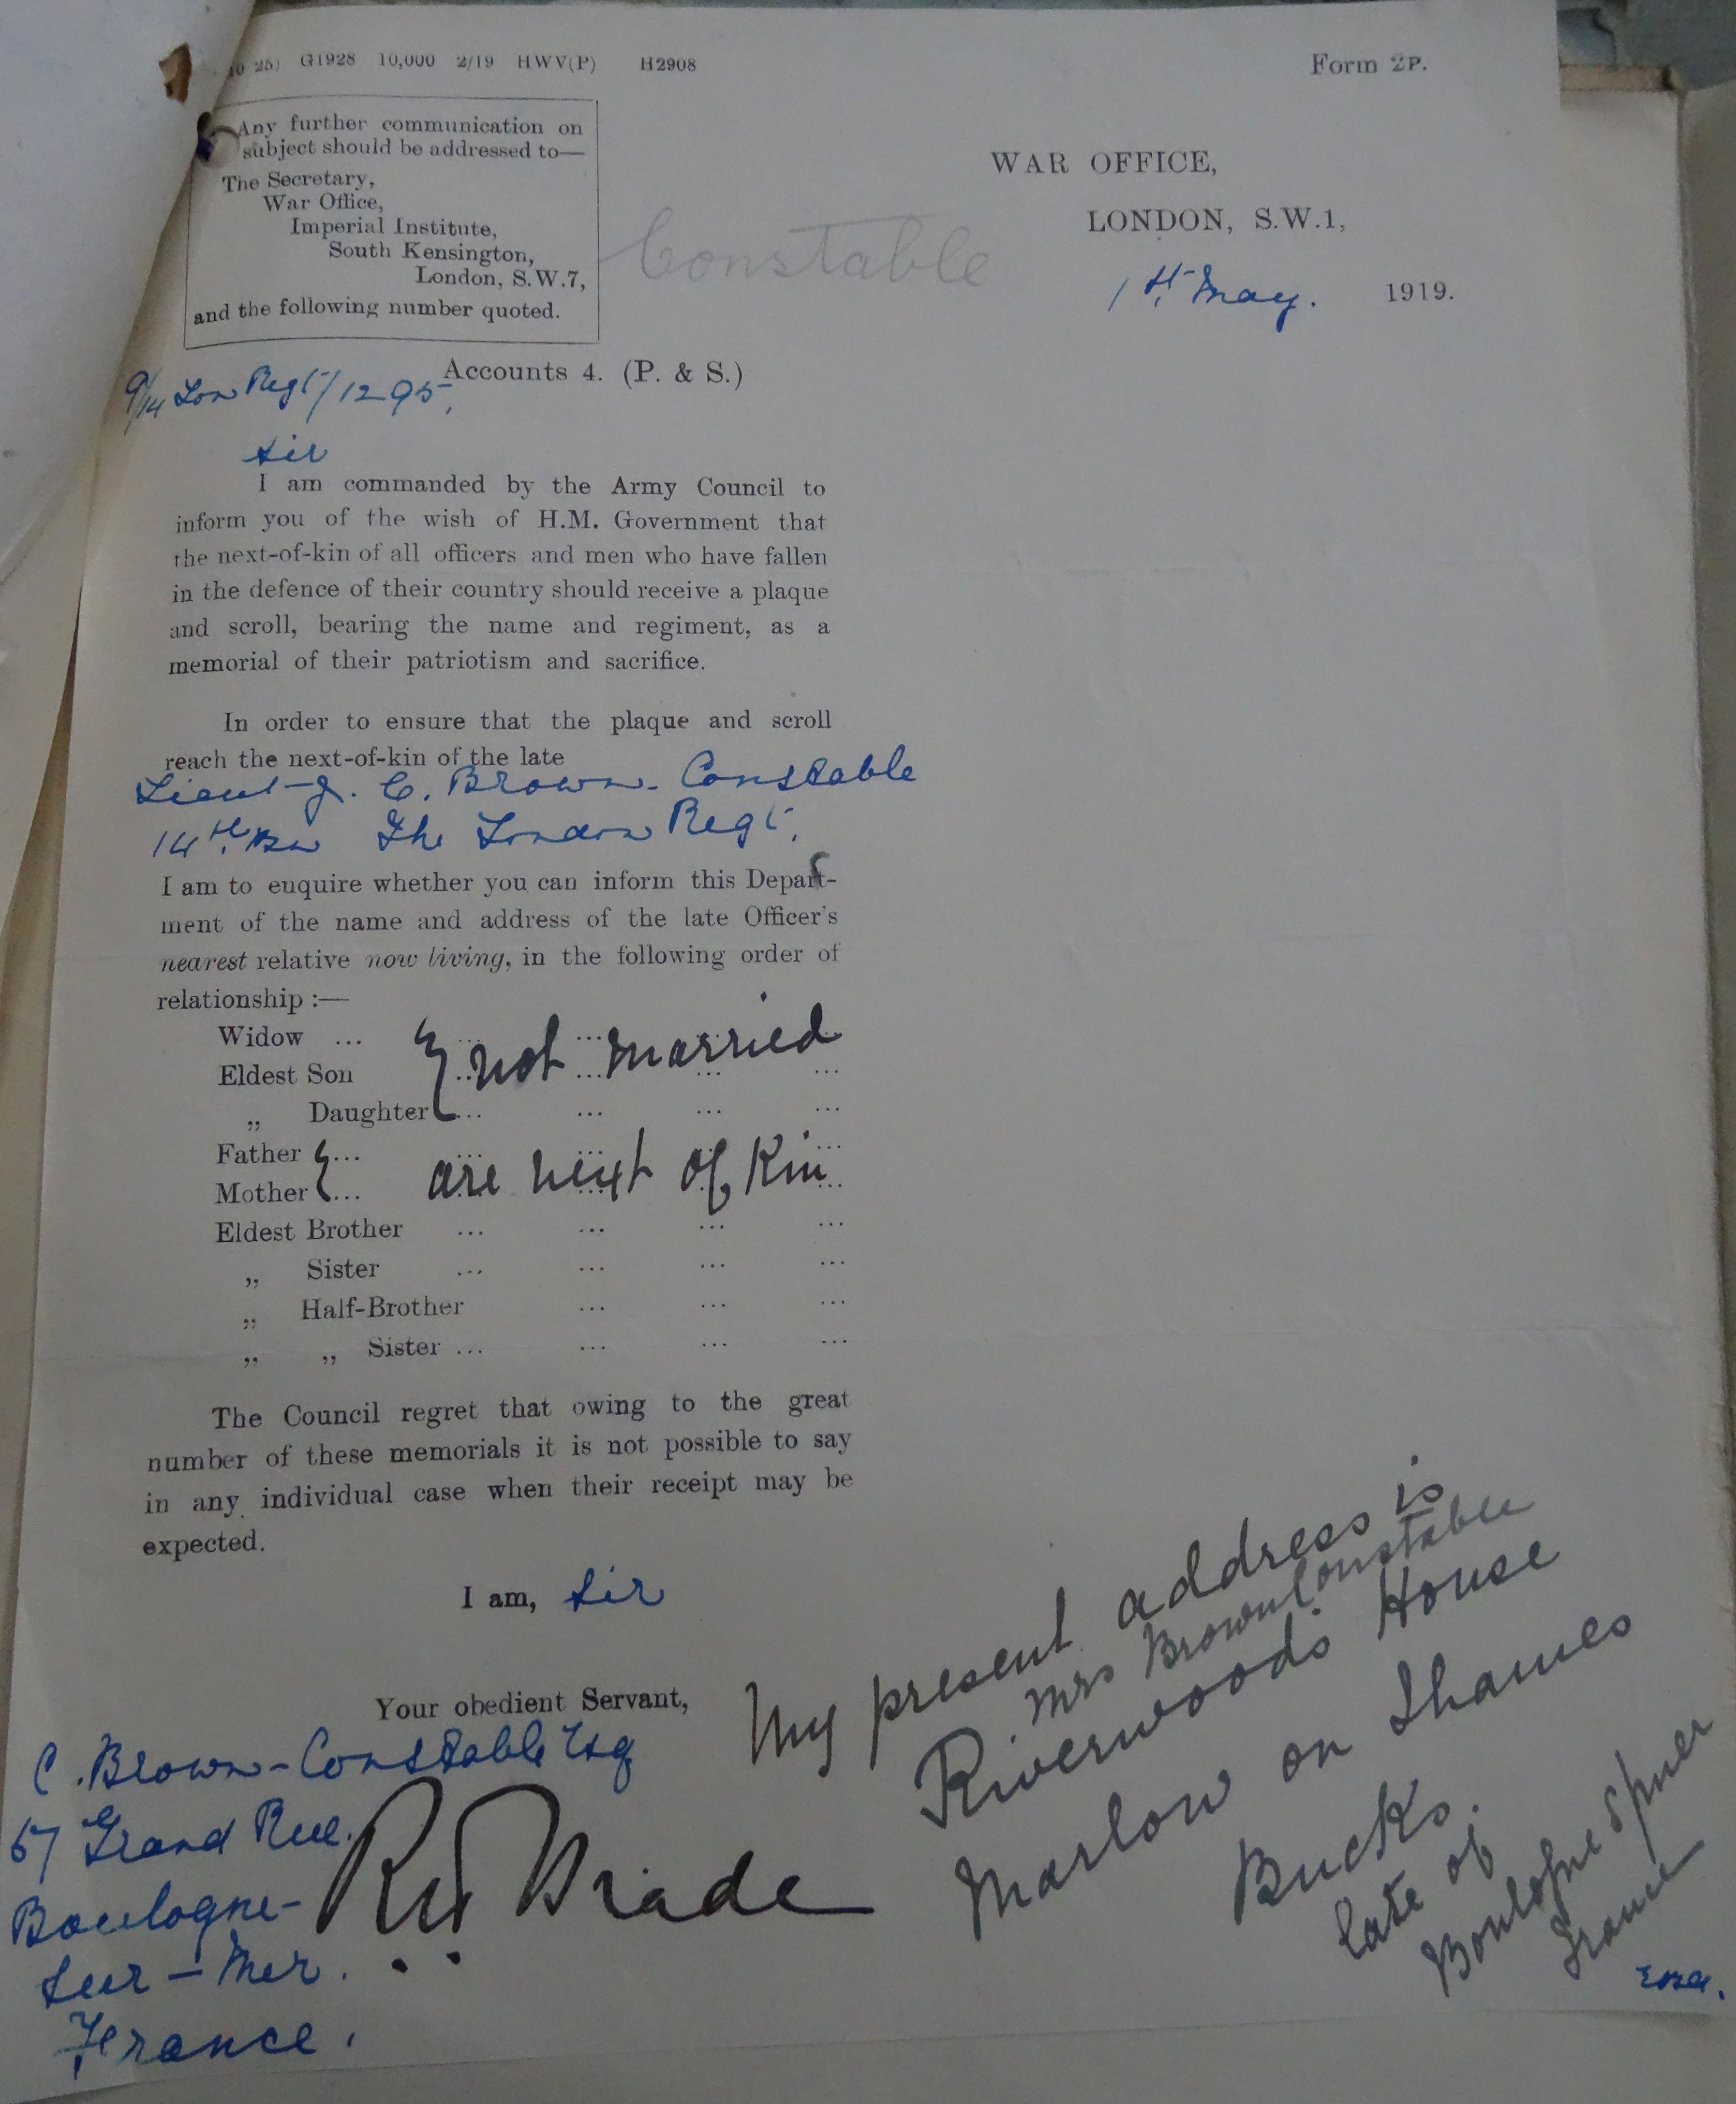 G1928 10,000 2/19 HWV(P) H2908
Form 2P.
Any further communication on
subject should be addressed to—
The Secretary,
War Office,
Imperial Institute,
South Kensington,
London, S.W.7,
and the following number quoted.
Constable
WAR OFFICE,
LONDON, S.W.1,
1st May. 1919.
Accounts 4. (P. & S.)
9/14 Lon Regt/1295,
Sir
I am commanded by the Army Council to
inform you of the wish of H.M. Government that
the next-of-kin of all officers and men who have fallen
in the defence of their country should receive a plaque
and scroll, bearing the name and regiment, as a
memorial of their patriotism and sacrifice.
In order to ensure that the plaque and scroll
reach the next-of-kin of the late
Lieut J. C. Brown-Constable
14th Bn The London Regt.
I am to enquire whether you can inform this Depart-
ment of the name and address of the late Officer's
nearest relative now living, in the following order of
relationship :—
Widow ... ... ...
Eldest Son ... ... ... ... not married
„ Daughter ... ... ... ...
Father ... ... ... ...
Mother ... ... ... ... are next of Kin
Eldest Brother ... ... ... ...
„ Sister ... ... ... ...
„ Half-Brother ... ... ...
„ „ Sister ... ... ... ...
The Council regret that owing to the great
number of these memorials it is not possible to say
in any individual case when their receipt may be
expected.
I am, Sir
Your obedient Servant,
C. Brown-Constable Esq
57 Grand Rue.
Boulogne-
Sur-Mer.
France.
My present address is
Mrs Brown Constable
Riverwoods House
Marlow on Thames
Bucks.
late of
Boulogne s/mer
France